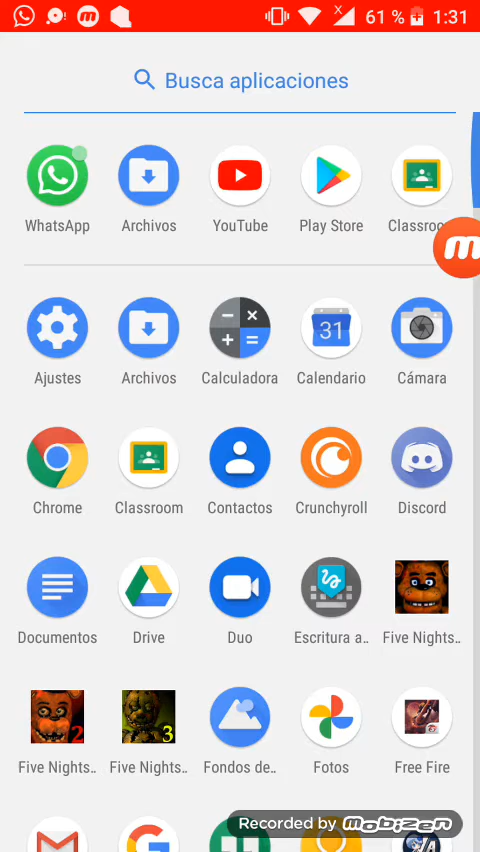 61 % 1:31
Busca aplicaciones
WhatsApp Archivos YouTube Play Store Classroo
Ajustes Archivos Calculadora Calendario Cámara
31
Chrome Classroom Contactos Crunchyroll Discord
Documentos Drive Duo Escritura a.. Five Nights..
2 3
Five Nights.. Five Nights.. Fondos de.. Fotos Free Fire
Recorded by mobizen